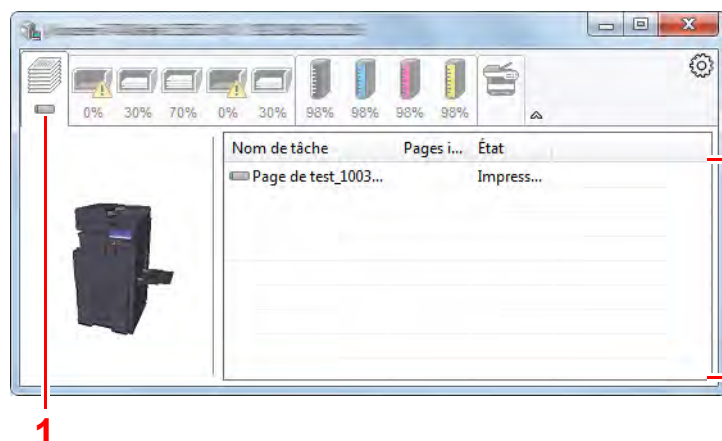 0% 30% 70% 0% 30% 98% 98% 98% 98%
Nom de tâche Pages i... État
Page de test_1003... Impress...
1